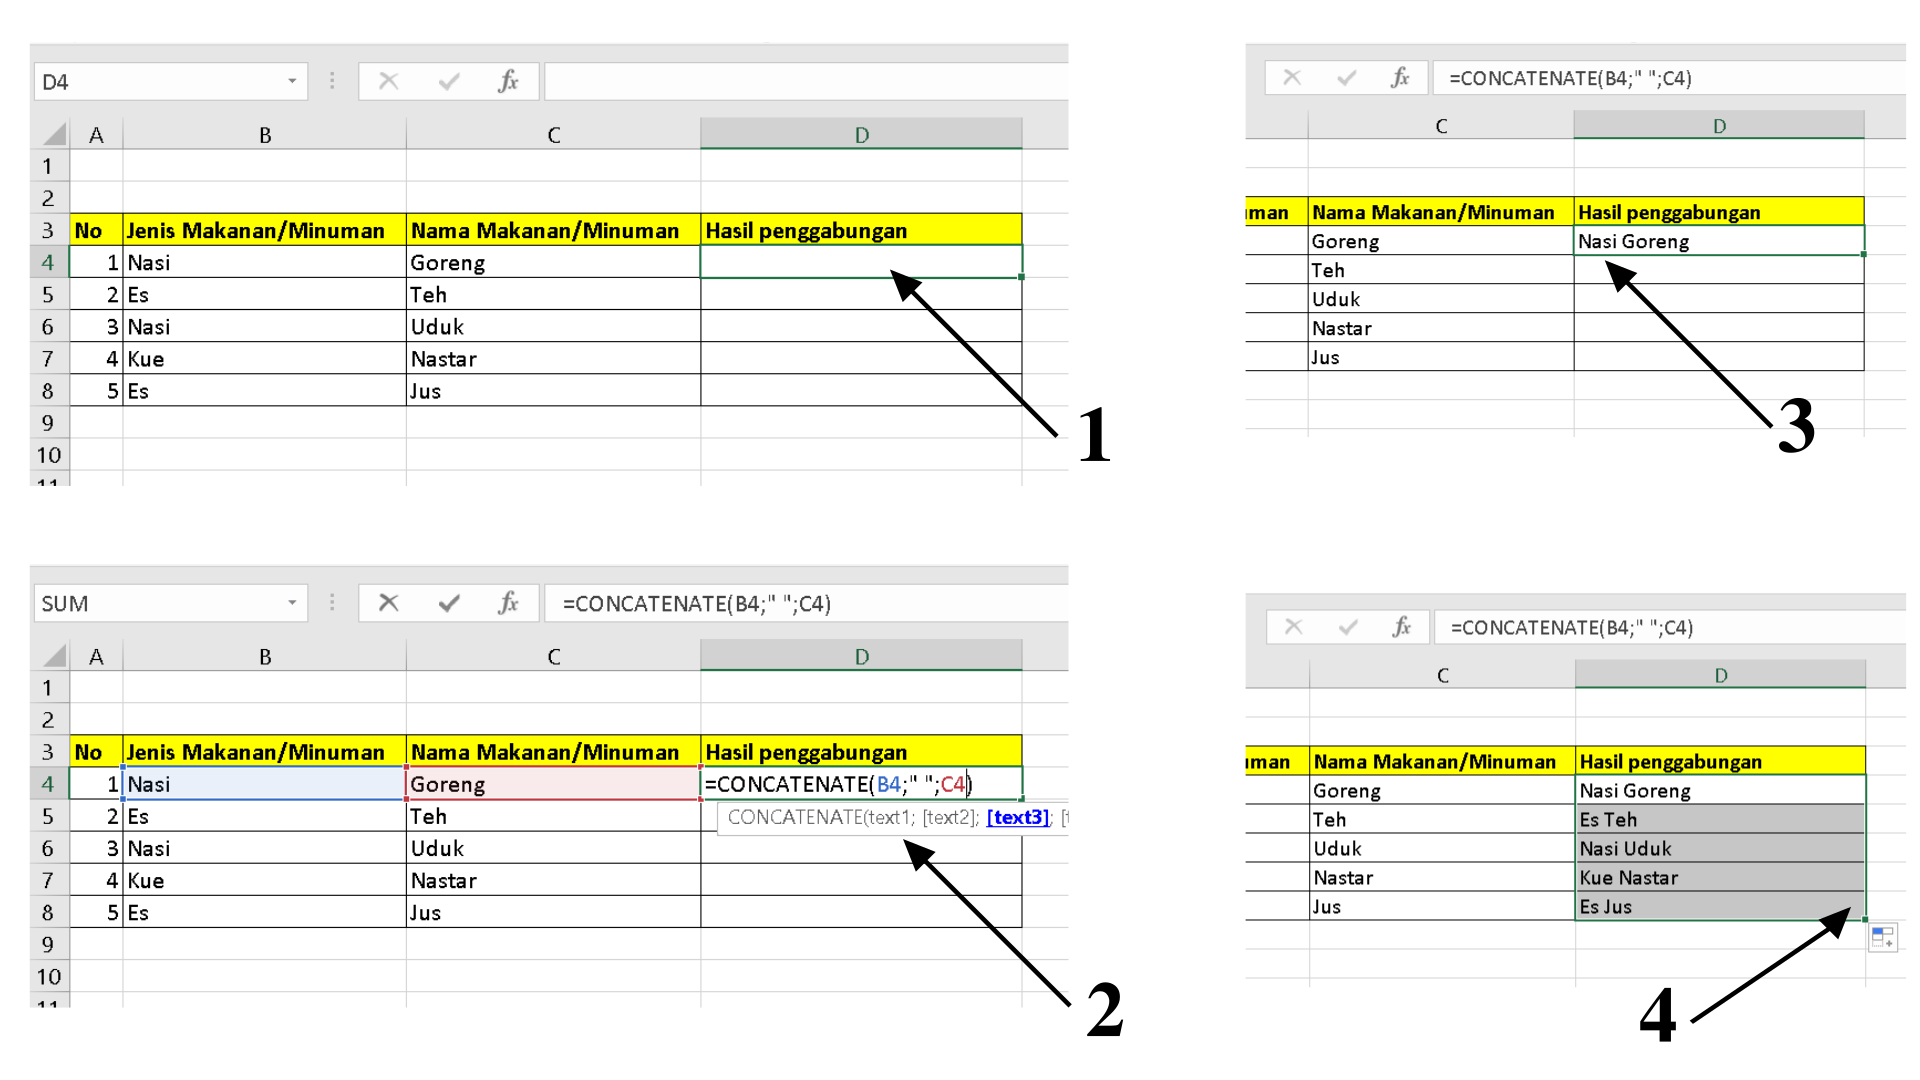 D4
fx
A B C D
1
2
3 No Jenis Makanan/Minuman Nama Makanan/Minuman Hasil penggabungan
4 1 Nasi Goreng
5 2 Es Teh
6 3 Nasi Uduk
7 4 Kue Nastar
8 5 Es Jus
9
10
11
1
fx =CONCATENATE(B4;" ";C4)
C D
Nama Makanan/Minuman Hasil penggabungan
Goreng Nasi Goreng
Teh
Uduk
Nastar
Jus
3
SUM fx =CONCATENATE(B4;" ";C4)
A B C D
1
2
3 No Jenis Makanan/Minuman Nama Makanan/Minuman Hasil penggabungan
4 1 Nasi Goreng =CONCATENATE(B4;" ";C4)
5 2 Es Teh CONCATENATE(text1; [text2]; [text3];
6 3 Nasi Uduk
7 4 Kue Nastar
8 5 Es Jus
9
10
11
2
fx =CONCATENATE(B4;" ";C4)
C D
Nama Makanan/Minuman Hasil penggabungan
Goreng Nasi Goreng
Teh Es Teh
Uduk Nasi Uduk
Nastar Kue Nastar
Jus Es Jus
4